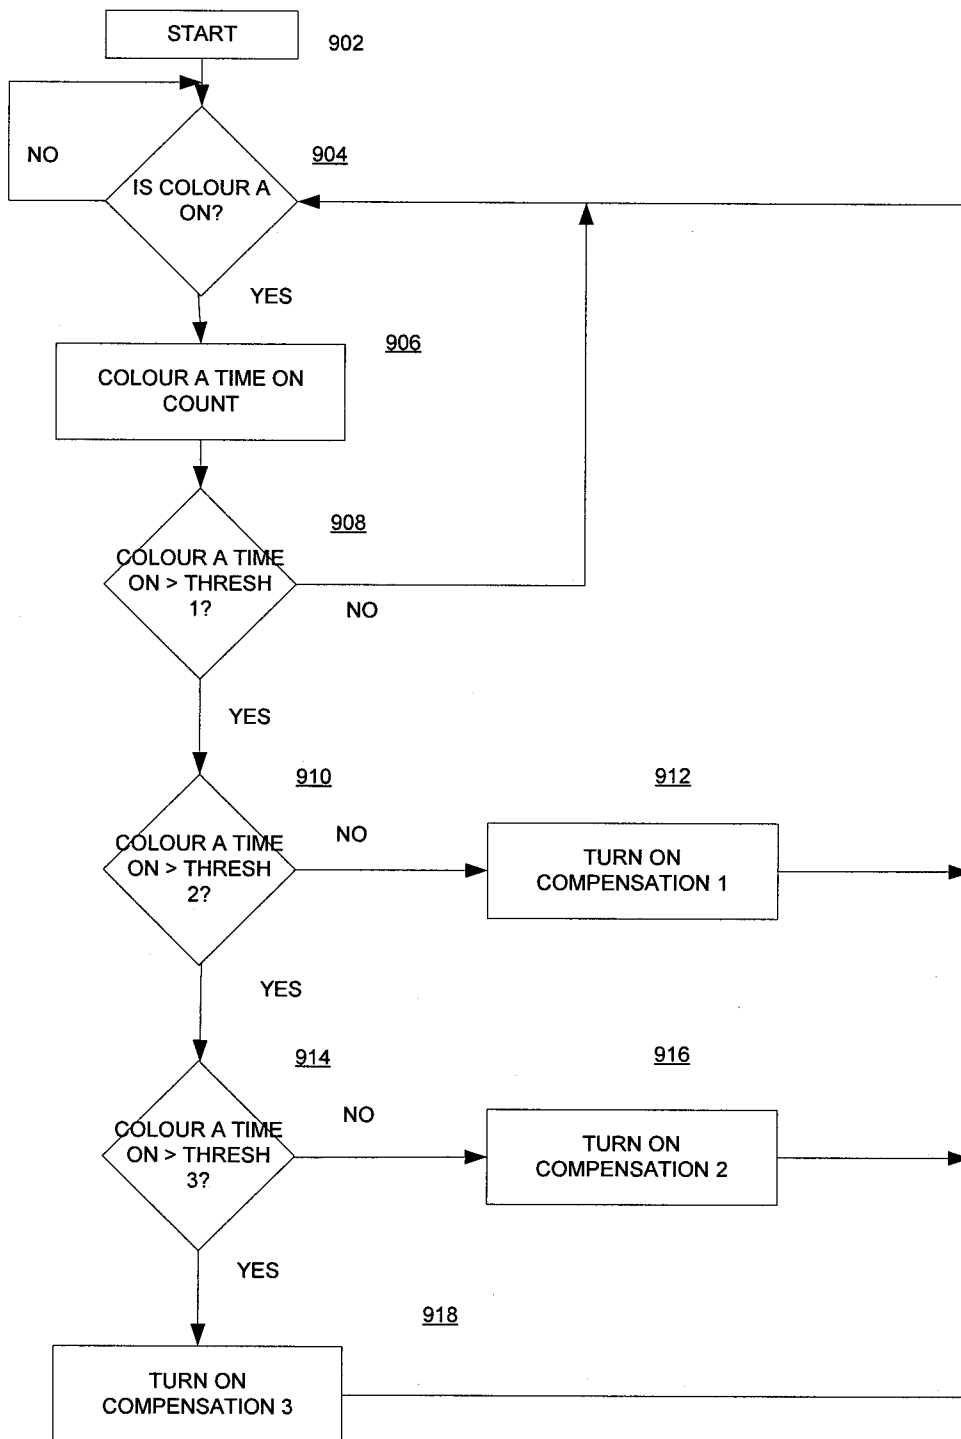 START
902
NO
904
IS COLOUR A
ON?
YES
906
COLOUR A TIME ON
COUNT
908
COLOUR A TIME
ON > THRESH
1?
NO
YES
910
912
COLOUR A TIME
ON > THRESH
2?
NO
TURN ON
COMPENSATION 1
YES
914
916
COLOUR A TIME
ON > THRESH
3?
NO
TURN ON
COMPENSATION 2
YES
918
TURN ON
COMPENSATION 3